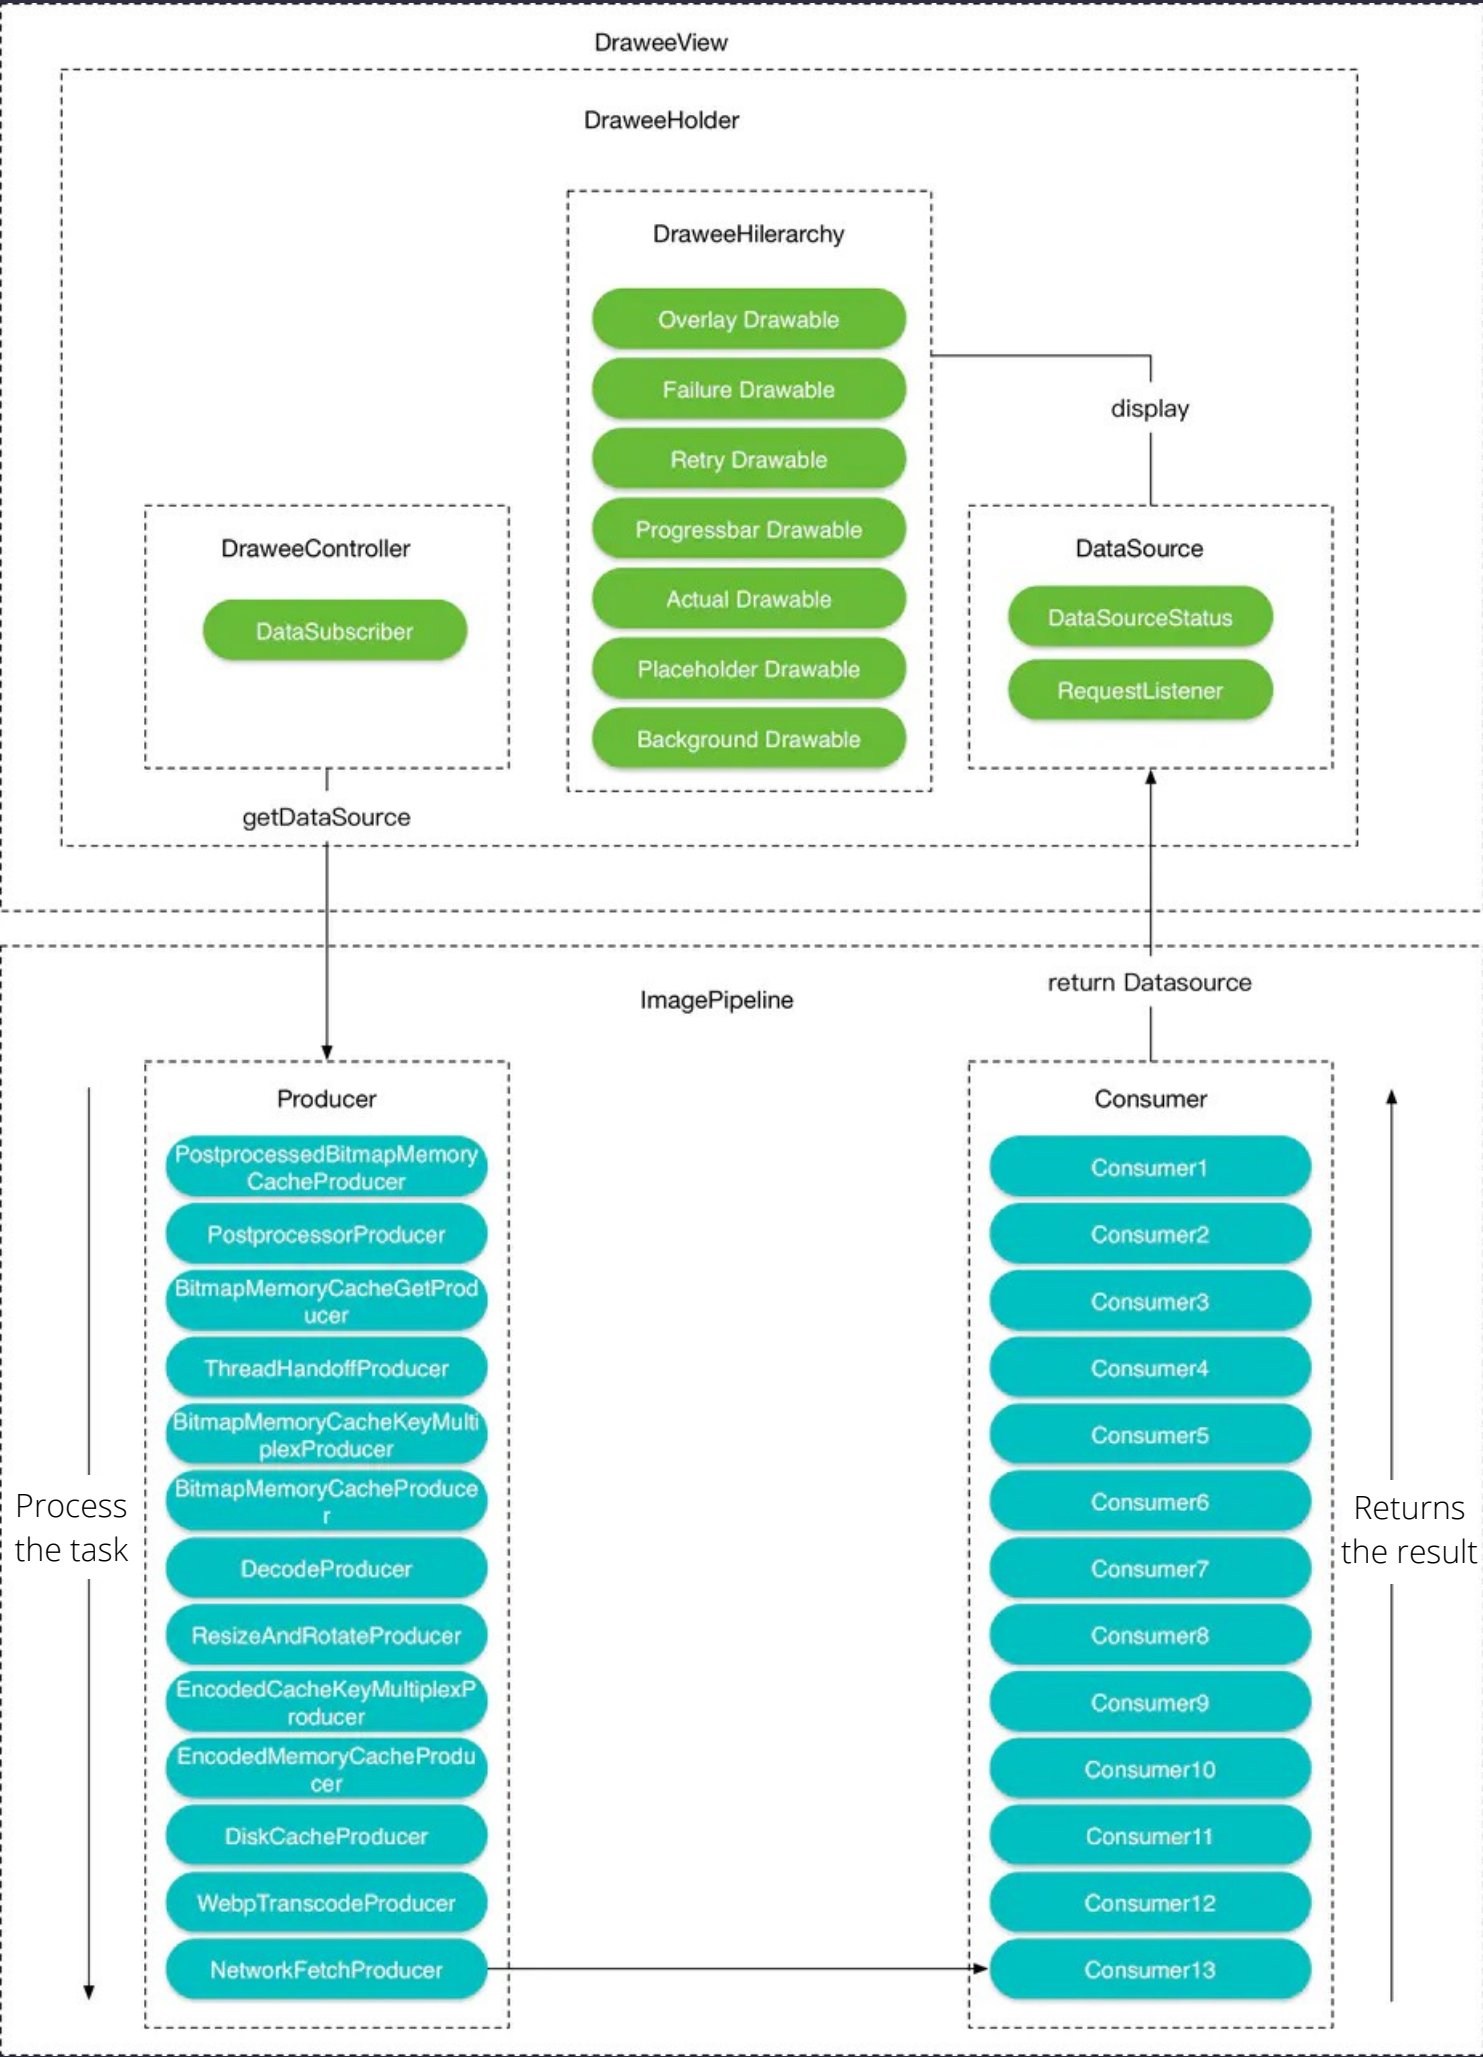 DraweeView
DraweeHolder
DraweeHilerarchy
Overlay Drawable
Failure Drawable
Retry Drawable
Progressbar Drawable
Actual Drawable
Placeholder Drawable
Background Drawable
display
DraweeController
DataSubscriber
DataSource
DataSourceStatus
RequestListener
getDataSource
return Datasource
ImagePipeline
Process
the task
Producer
PostprocessedBitmapMemory
CacheProducer
PostprocessorProducer
BitmapMemoryCacheGetProd
ucer
ThreadHandoffProducer
BitmapMemoryCacheKeyMulti
plexProducer
BitmapMemoryCacheProduce
r
DecodeProducer
ResizeAndRotateProducer
EncodedCacheKeyMultiplexP
roducer
EncodedMemoryCacheProdu
cer
DiskCacheProducer
WebpTranscodeProducer
NetworkFetchProducer
Consumer
Consumer1
Consumer2
Consumer3
Consumer4
Consumer5
Consumer6
Consumer7
Consumer8
Consumer9
Consumer10
Consumer11
Consumer12
Consumer13
Returns
the result